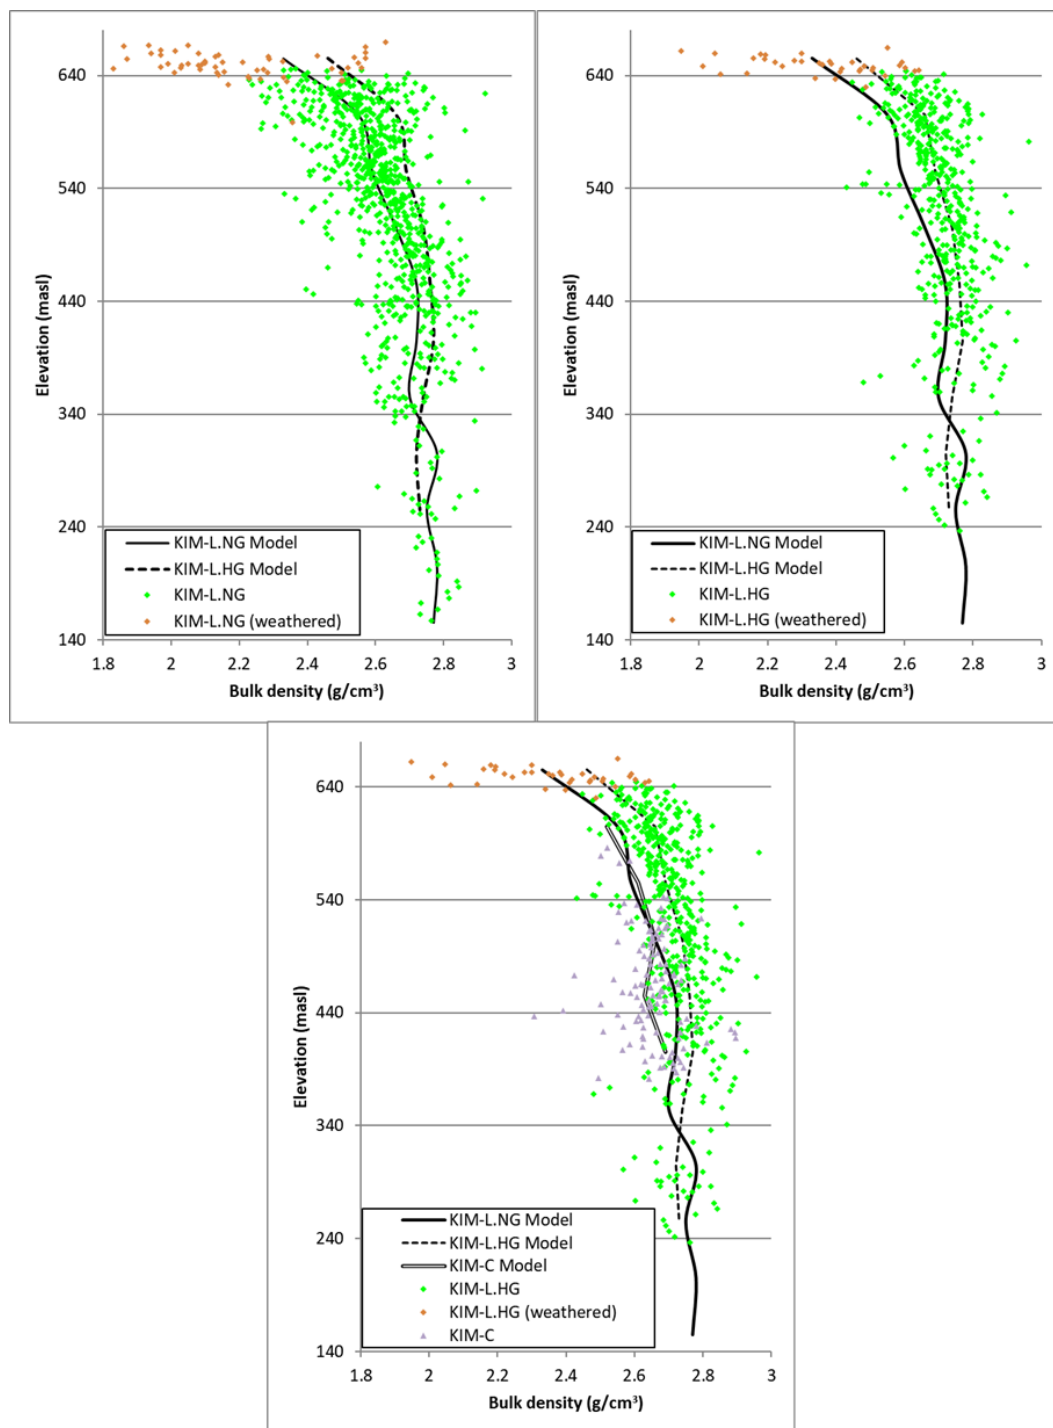 640
540
440
340
240
140
Elevation (masl)
KIM-L.NG Model
KIM-L.HG Model
KIM-L.NG
KIM-L.NG (weathered)
1.8 2 2.2 2.4 2.6 2.8 3
Bulk density (g/cm³)
640
540
440
340
240
140
Elevation (masl)
KIM-L.NG Model
KIM-L.HG Model
KIM-L.HG
KIM-L.HG (weathered)
1.8 2 2.2 2.4 2.6 2.8 3
Bulk density (g/cm³)
640
540
440
340
240
140
Elevation (masl)
KIM-L.NG Model
KIM-L.HG Model
KIM-C Model
KIM-L.HG
KIM-L.HG (weathered)
KIM-C
1.8 2 2.2 2.4 2.6 2.8 3
Bulk density (g/cm³)